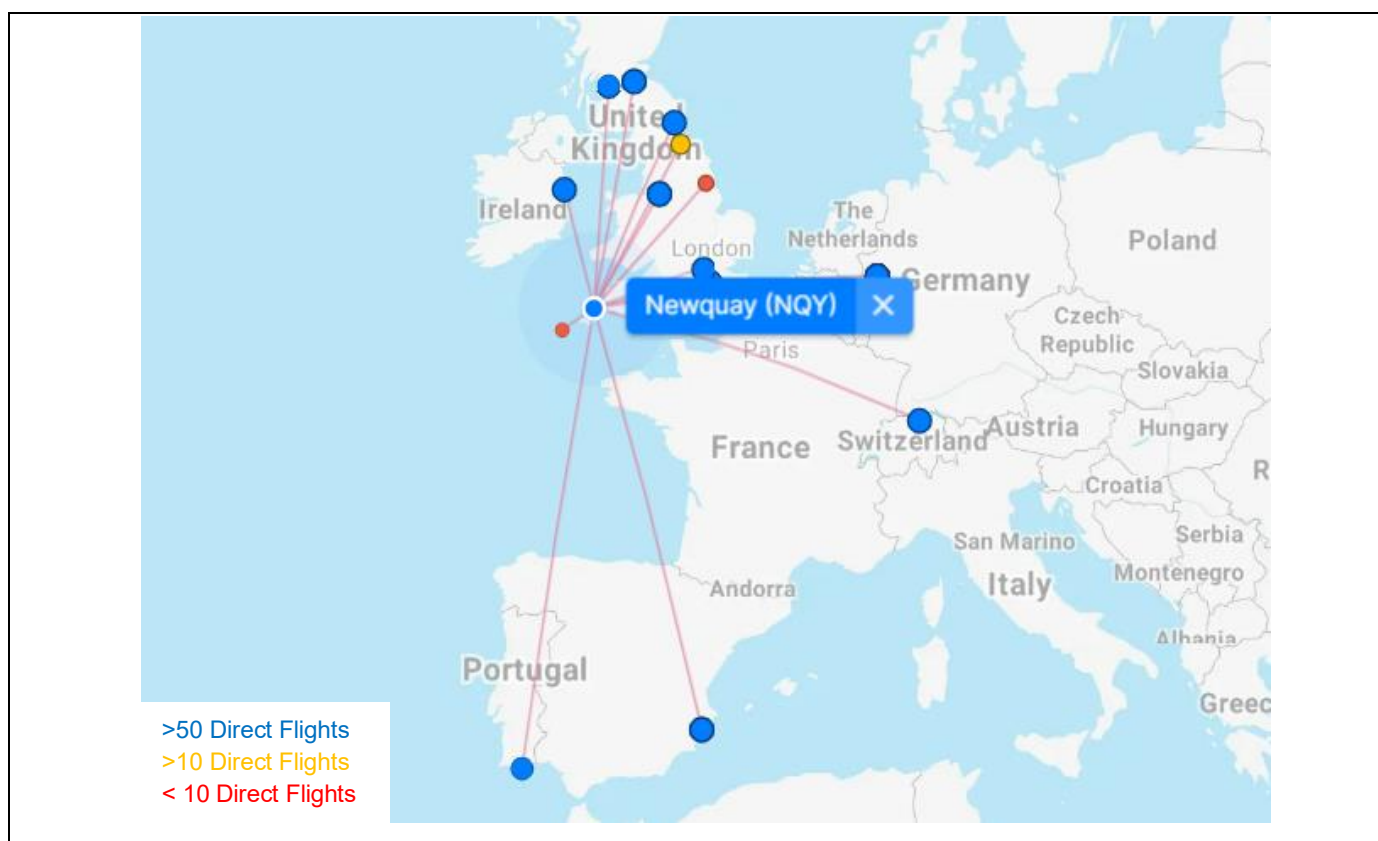 United
Kingdom
Ireland
London
The
Netherlands
Poland
Germany
Newquay (NQY)
Czech
Republic
Paris
Slovakia
France
Switzerland
Austria
Hungary
Croatia
R
San Marino
Serbia
Andorra
Italy
Montenegro
Albania
Portugal
Greec
>50 Direct Flights
>10 Direct Flights
< 10 Direct Flights